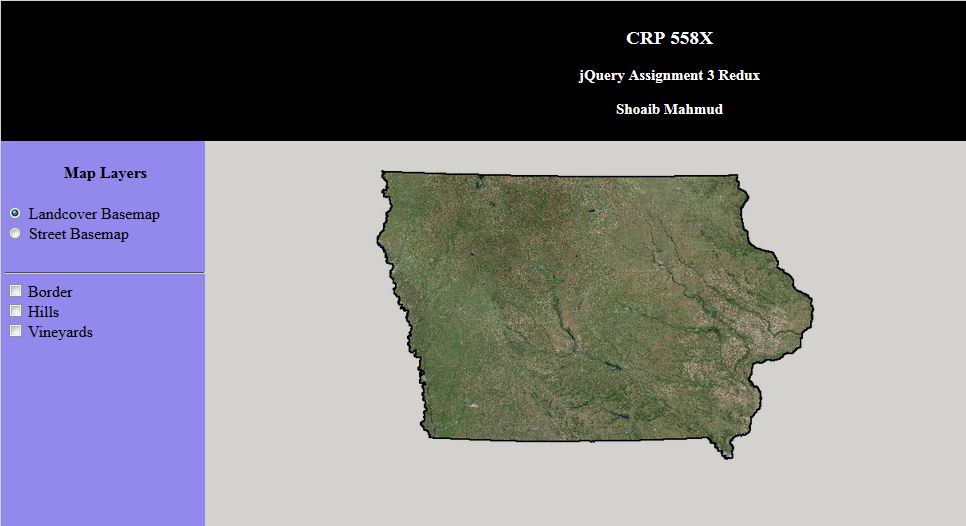 CRP 558X
jQuery Assignment 3 Redux
Shoaib Mahmud
Map Layers
Landcover Basemap
Street Basemap
Border
Hills
Vineyards